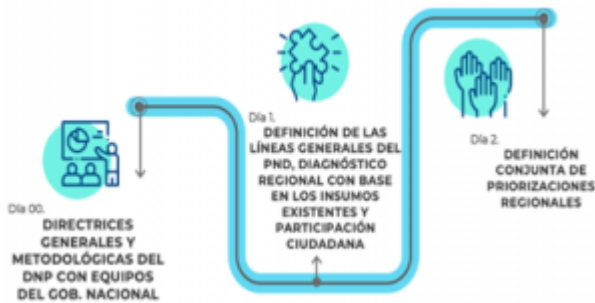 Día 00.
DIRECTRICES
GENERALES Y
METODOLÓGICAS DEL
DNP CON EQUIPOS
DEL GOB. NACIONAL
Día 1.
DEFINICIÓN DE LAS
LÍNEAS GENERALES DEL
PND, DIAGNÓSTICO
REGIONAL CON BASE
EN LOS INSUMOS
EXISTENTES Y
PARTICIPACIÓN
CIUDADANA
Día 2.
DEFINICIÓN
CONJUNTA DE
PRIORIZACIONES
REGIONALES